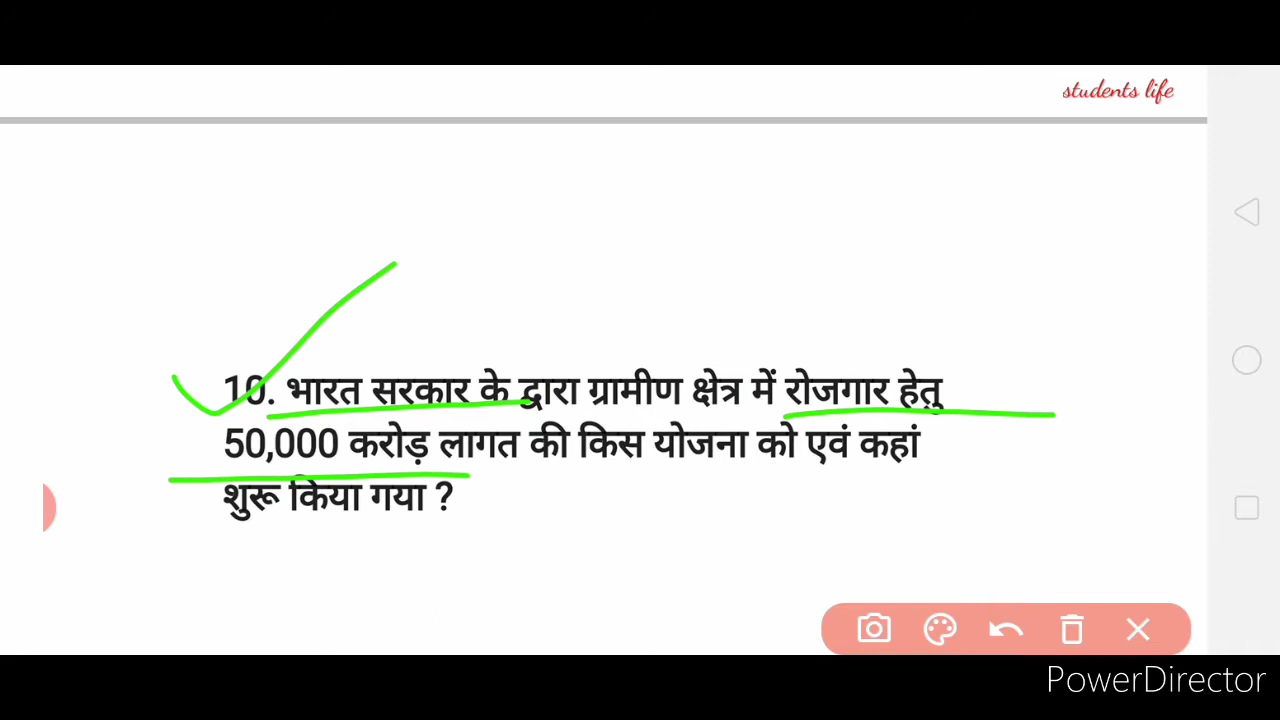 students life
10. भारत सरकार के द्वारा ग्रामीण क्षेत्र में रोजगार हेतु
50,000 करोड़ लागत की किस योजना को एवं कहां
शुरू किया गया ?
PowerDirector